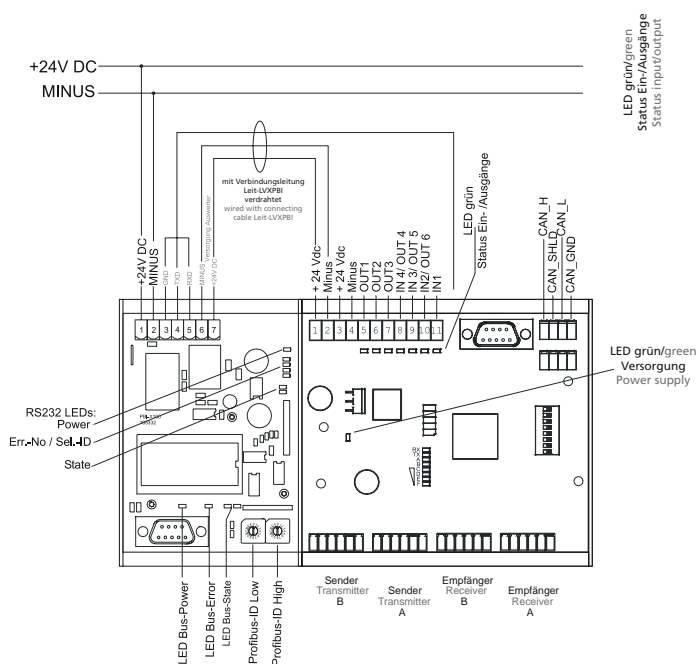 +24V DC
MINUS
LED grün/green
Status Ein-/Ausgänge
Status input/output
mit Verbindungsleitung
Leit-LVXPBI
verdrahtet
wired with connecting
cable Leit-LVXPBI
+24V DC
MINUS
GND
TXD
RXD
MINUS
+24V DC
Versorgung Auswerter
+ 24 Vdc
Minus
+ 24 Vdc
Minus
OUT1
OUT2
OUT3
IN 4/ OUT 4
IN 3/ OUT 5
IN2/ OUT 6
IN1
LED grün
Status Ein- /Ausgänge
CAN_H
CAN_SHLD
CAN_L
CAN_GND
1 2 3 4 5 6 7
1 2 3 4 5 6 7 8 9 10 11
LED grün/green
Versorgung
Power supply
RS232 LEDs:
Power
Err.-No / Sel.-ID
State
LED Bus-Power
LED Bus-Error
LED Bus-State
Profibus-ID Low
Profibus-ID High
Sender
Transmitter
B
Sender
Transmitter
A
Empfänger
Receiver
B
Empfänger
Receiver
A